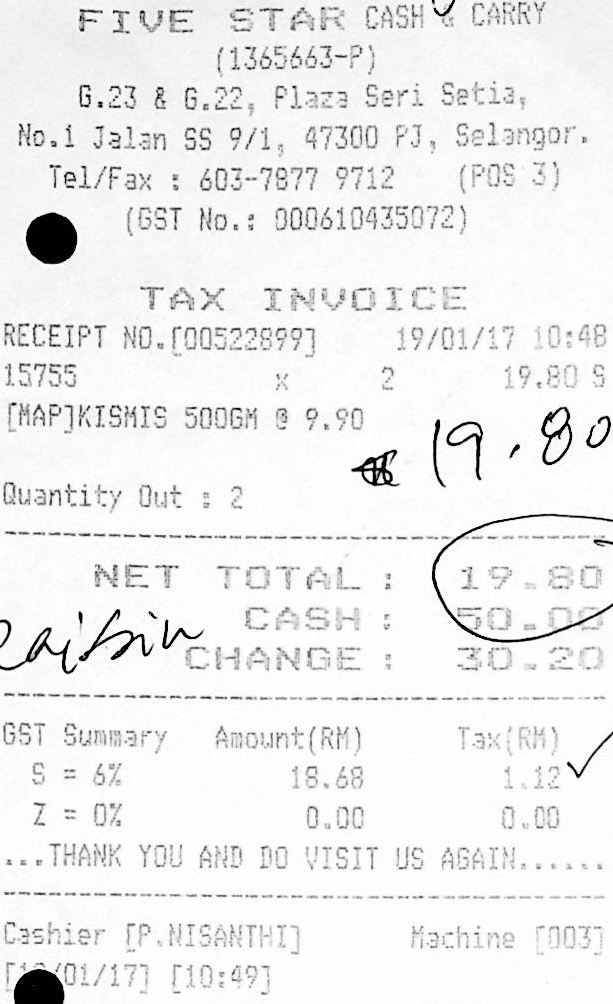 FIVE STAR CASH & CARRY
(1365663-P)
G.23 & G.22, Plaza Seri Setia,
No.1 Jalan SS 9/1, 47300 PJ, Selangor.
Tel/Fax : 603-7877 9712 (POS 3)
(GST No.: 000610435072)
TAX INVOICE
RECEIPT NO.[00522899] 19/01/17 10:48
15755 x 2 19.80 S
[MAP]KISMIS 500GM @ 9.90
19.80
Quantity Out : 2
NET TOTAL : 19.80
CASH : 50.00
Raisin
CHANGE : 30.20
GST Summary Amount(RM) Tax(RM)
S = 6% 18.68 1.12
Z = 0% 0.00 0.00
...THANK YOU AND DO VISIT US AGAIN......
Cashier [P.NISANTHI] Machine [003]
/01/17] [10:49]